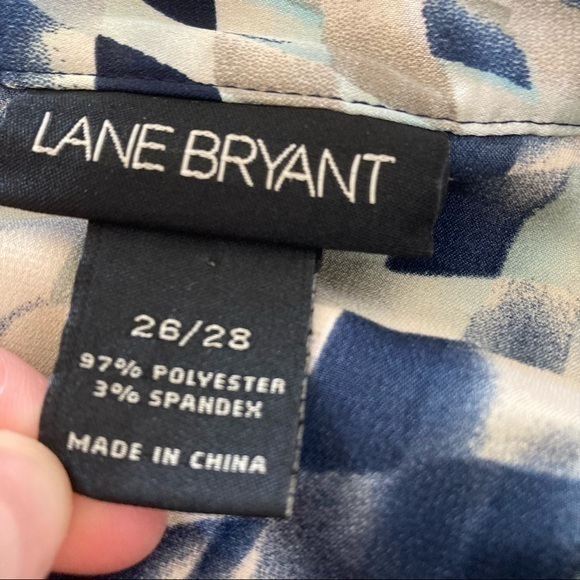 LANE BRYANT
26/28
97% POLYESTER
3% SPANDEX
MADE IN CHINA